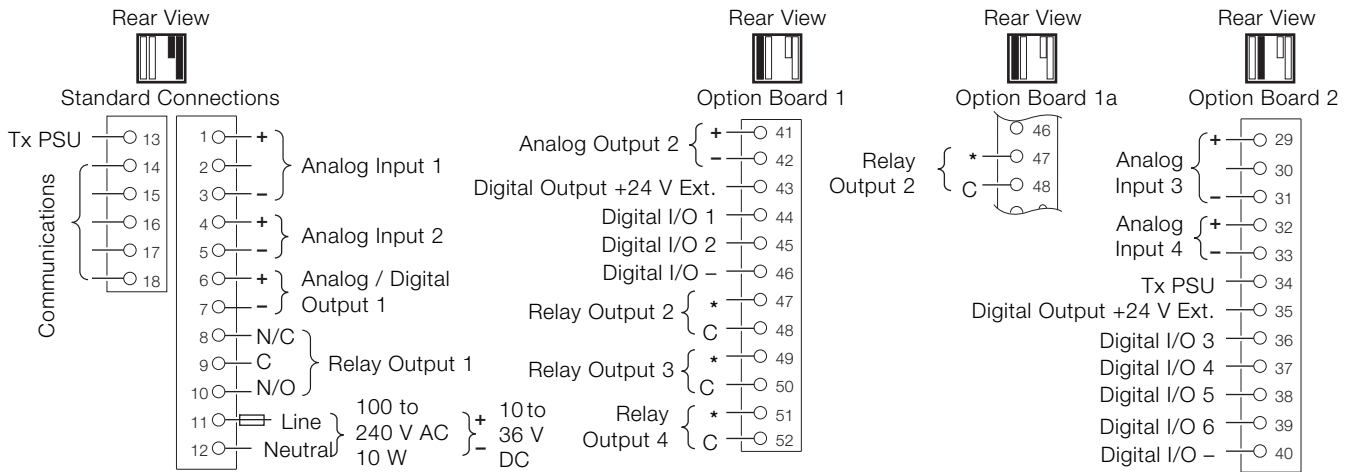 Rear View
Standard Connections
Tx PSU
13
14
15
16
17
18
Communications
1 +
2
3 –
Analog Input 1
4 +
5 –
Analog Input 2
6 +
7 –
Analog / Digital
Output 1
8 N/C
9 C
10 N/O
Relay Output 1
11 Line
12 Neutral
100 to
240 V AC
10 W
+
–
10 to
36 V
DC
Rear View
Option Board 1
Analog Output 2
+ 41
– 42
Digital Output +24 V Ext. 43
Digital I/O 1 44
Digital I/O 2 45
Digital I/O – 46
Relay Output 2
* 47
C 48
Relay Output 3
* 49
C 50
Relay
Output 4
* 51
C 52
Rear View
Option Board 1a
46
Relay
Output 2
* 47
C 48
Rear View
Option Board 2
Analog
Input 3
+ 29
30
– 31
Analog
Input 4
+ 32
– 33
Tx PSU 34
Digital Output +24 V Ext. 35
Digital I/O 3 36
Digital I/O 4 37
Digital I/O 5 38
Digital I/O 6 39
Digital I/O – 40